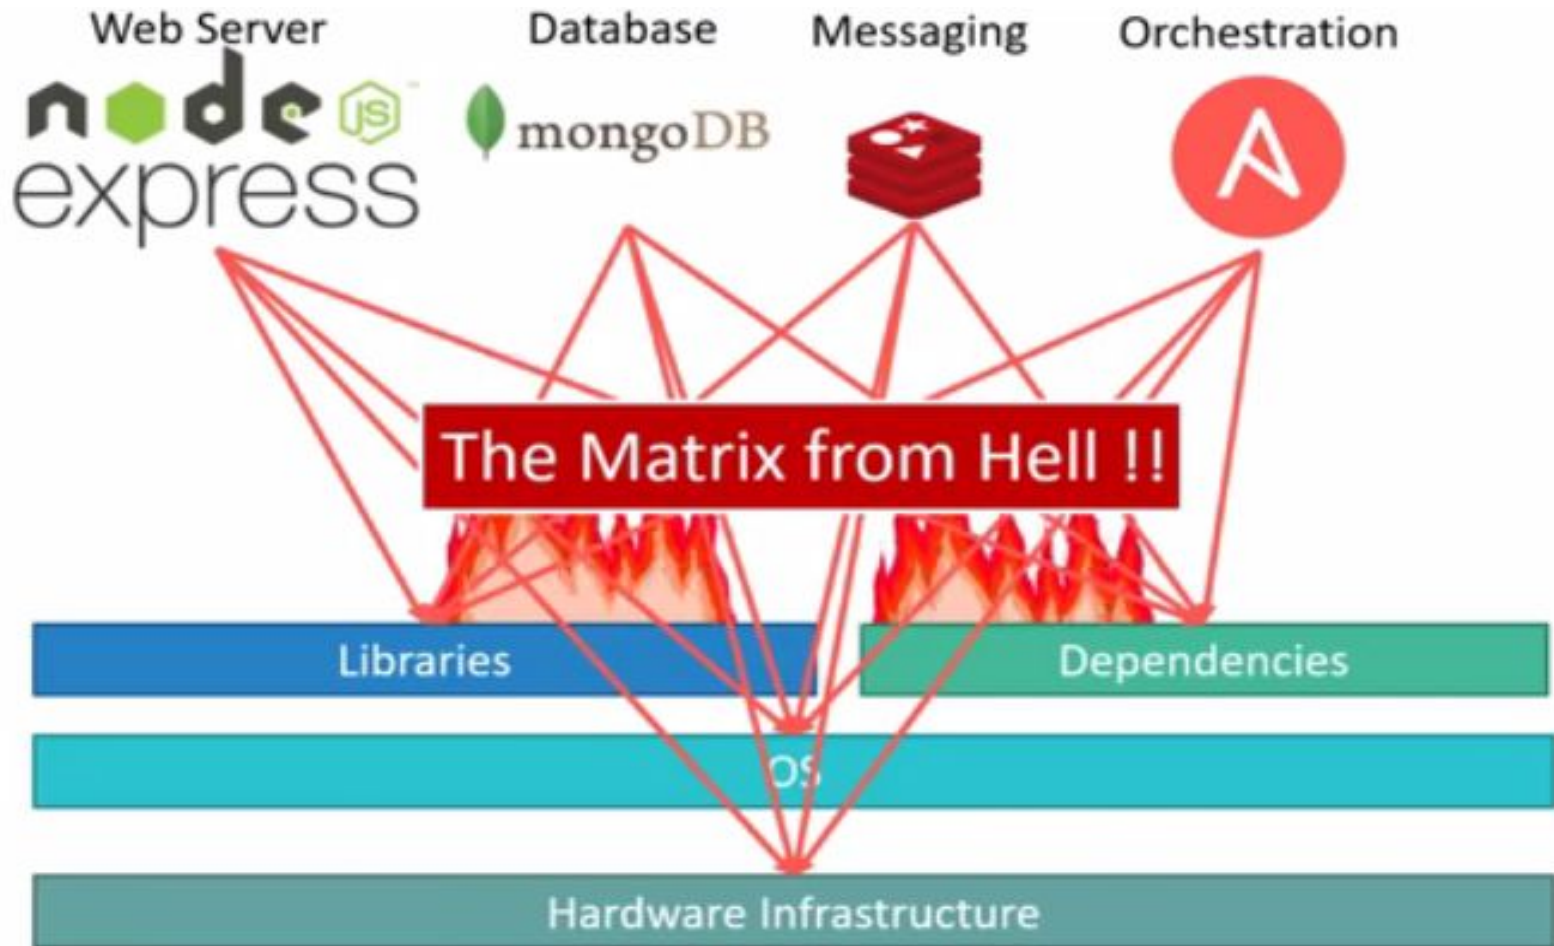 Web Server
Database
Messaging
Orchestration
node JS
express
mongoDB
The Matrix from Hell !!
Libraries
Dependencies
OS
Hardware Infrastructure